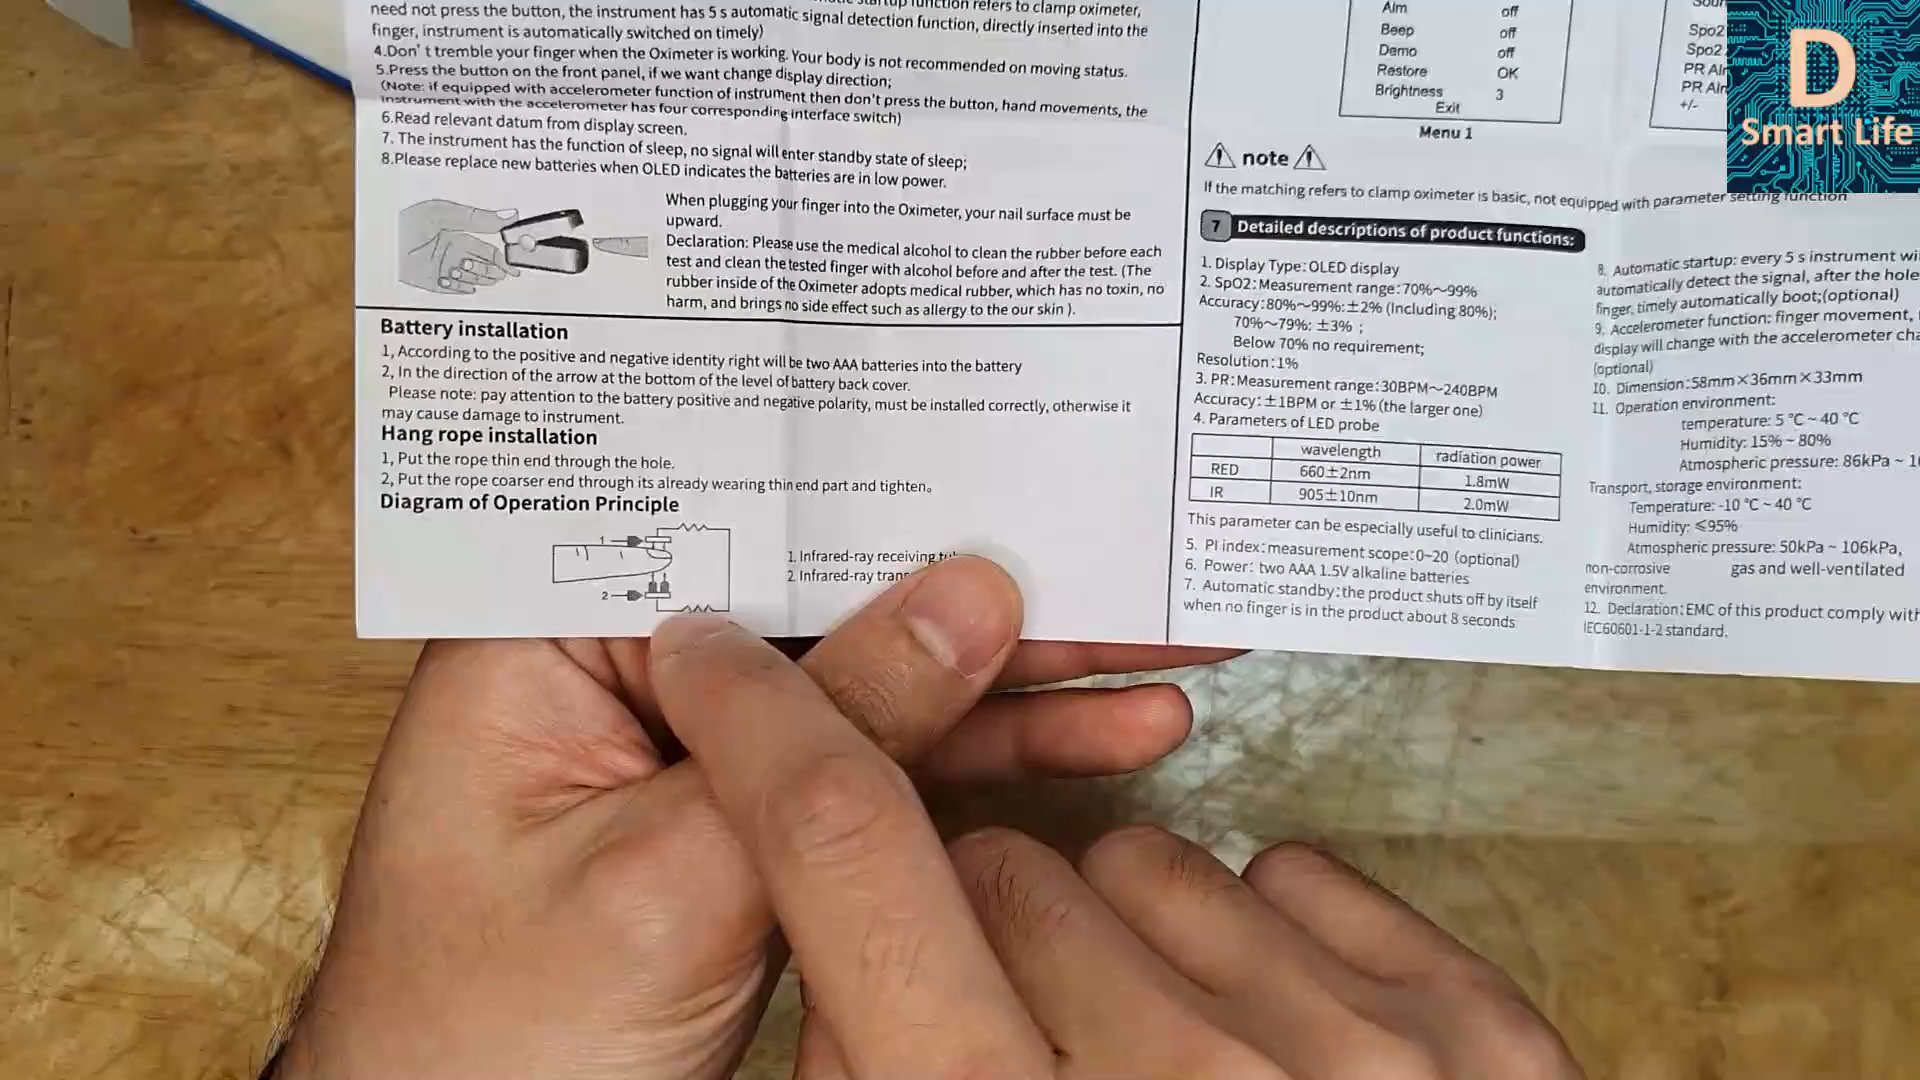 startup function refers to clamp oximeter,
need not press the button, the instrument has 5 s automatic signal detection function, directly inserted into the
finger, instrument is automatically switched on timely)
4.Don't tremble your finger when the Oximeter is working. Your body is not recommended on moving status.
5.Press the button on the front panel, if we want change display direction;
(Note: if equipped with accelerometer function of instrument then don't press the button, hand movements, the
instrument with the accelerometer has four corresponding interface switch)
6.Read relevant datum from display screen.
7. The instrument has the function of sleep, no signal will enter standby state of sleep;
8.Please replace new batteries when OLED indicates the batteries are in low power.
When plugging your finger into the Oximeter, your nail surface must be
upward.
Declaration: Please use the medical alcohol to clean the rubber before each
test and clean the tested finger with alcohol before and after the test. (The
rubber inside of the Oximeter adopts medical rubber, which has no toxin, no
harm, and brings no side effect such as allergy to the our skin ).
Battery installation
1, According to the positive and negative identity right will be two AAA batteries into the battery
2, In the direction of the arrow at the bottom of the level of battery back cover.
Please note: pay attention to the battery positive and negative polarity, must be installed correctly, otherwise it
may cause damage to instrument.
Hang rope installation
1, Put the rope thin end through the hole.
2, Put the rope coarser end through its already wearing thin end part and tighten。
Diagram of Operation Principle
1
2
1. Infrared-ray receiving
2. Infrared-ray
Alm off
Beep off
Demo off
Restore OK
Brightness 3
Exit
Menu 1
Spo2
Spo2
PR
PR
+/-
note
If the matching refers to clamp oximeter is basic, not equipped with parameter setting function
7 Detailed descriptions of product functions:
1. Display Type:OLED display
2. SpO2:Measurement range:70%~99%
Accuracy:80%~99%:±2% (Including 80%);
70%~79%: ±3% ;
Below 70% no requirement;
Resolution:1%
3. PR:Measurement range:30BPM~240BPM
Accuracy:±1BPM or ±1% (the larger one)
4. Parameters of LED probe
wavelength radiation power
RED 660±2nm 1.8mW
IR 905±10nm 2.0mW
This parameter can be especially useful to clinicians.
5. PI index:measurement scope:0~20 (optional)
6. Power: two AAA 1.5V alkaline batteries
7. Automatic standby:the product shuts off by itself
when no finger is in the product about 8 seconds
8. Automatic startup: every 5 s instrument
automatically detect the signal, after the hole
finger, timely automatically boot;(optional)
9. Accelerometer function: finger movement,
display will change with the accelerometer
(optional)
10. Dimension:58mm×36mm×33mm
11. Operation environment:
temperature: 5 ℃ ~ 40 ℃
Humidity: 15% ~ 80%
Atmospheric pressure: 86kPa ~
Transport, storage environment:
Temperature: -10 ℃ ~ 40 ℃
Humidity: ≤95%
Atmospheric pressure: 50kPa ~ 106kPa,
non-corrosive gas and well-ventilated
environment.
12. Declaration:EMC of this product comply with
IEC60601-1-2 standard.
D
Smart Life